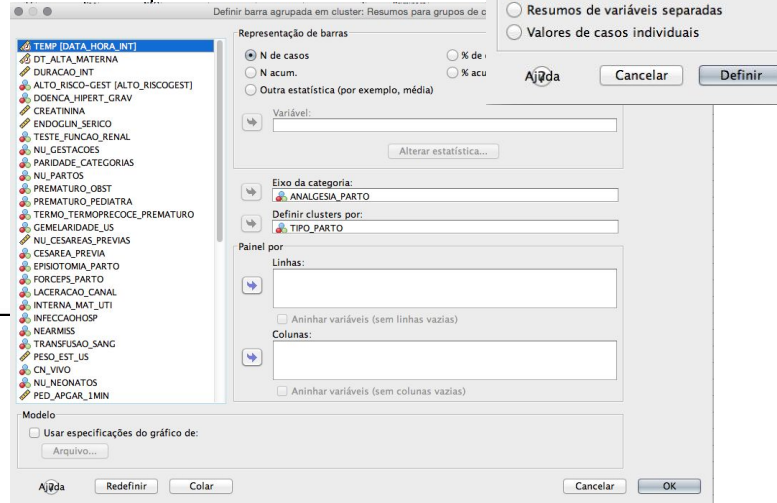 Definir barra agrupada em cluster: Resumos para grupos de c
Resumos de variáveis separadas
Valores de casos individuais
Ajuda
Cancelar
Definir
TEMP [DATA_HORA_INT]
DT_ALTA_MATERNA
DURACAO_INT
ALTO_RISCO-GEST [ALTO_RISCOGEST]
DOENCA_HIPERT_GRAV
CREATININA
ENDOGLIN_SERICO
TESTE_FUNCAO_RENAL
NU_GESTACOES
PARIDADE_CATEGORIAS
NU_PARTOS
PREMATURO_OBST
PREMATURO_PEDIATRA
TERMO_TERMOPRECOCE_PREMATURO
GEMELARIDADE_US
NU_CESAREAS_PREVIAS
CESAREA_PREVIA
EPISIOTOMIA_PARTO
FORCEPS_PARTO
LACERACAO_CANAL
INTERNA_MAT_UTI
INFECCAOHOSP
NEARMISS
TRANSFUSAO_SANG
PESO_EST_US
CN_VIVO
NU_NEONATOS
PED_APGAR_1MIN
Representação de barras
N de casos
% de
N acum.
% acu
Outra estatística (por exemplo, média)
Variável:
Alterar estatística...
Eixo da categoria:
ANALGESIA_PARTO
Definir clusters por:
TIPO_PARTO
Painel por
Linhas:
Aninhar variáveis (sem linhas vazias)
Colunas:
Aninhar variáveis (sem colunas vazias)
Modelo
Usar especificações do gráfico de:
Arquivo...
Ajuda
Redefinir
Colar
Cancelar
OK